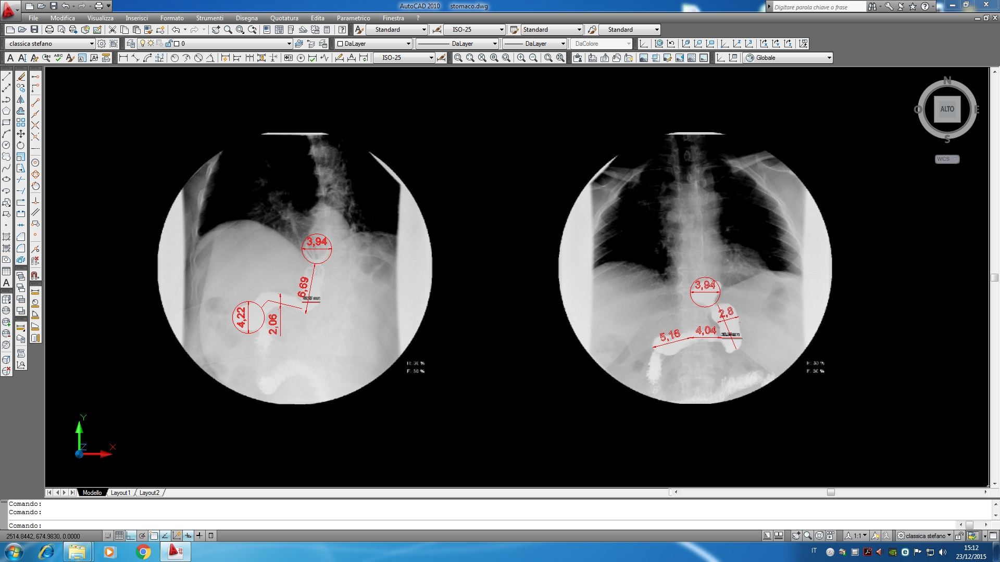 AutoCAD 2010 stomaco.dwg
Digitare parola chiave o frase
File Modifica Visualizza Inserisci Formato Strumenti Disegna Quotatura Edita Parametrico Finestra ?
Standard ISO-25 Standard Standard
classica stefano 0 DaLayer DaLayer DaLayer DaColore
ISO-25 Globale
N
O ALTO E
S
WCS
3,94
6,69
4,22
2,06
F: 30 %
3,94
2,8
5,16 4,04
F: 30 %
F: 30 %
Y
Z X
Modello Layout1 Layout2
Comando:
Comando:
Comando:
2514.8442, 674.9830, 0.0000 1:1 classica stefano
IT 15:12
23/12/2015